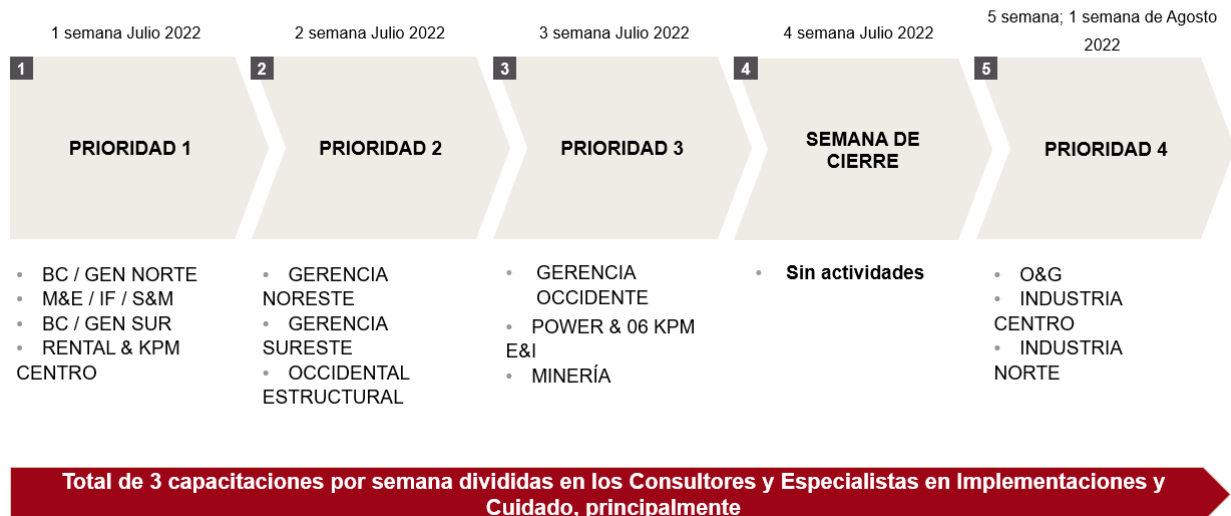 1 semana Julio 2022
2 semana Julio 2022
3 semana Julio 2022
4 semana Julio 2022
5 semana; 1 semana de Agosto
2022
1
PRIORIDAD 1
2
PRIORIDAD 2
3
PRIORIDAD 3
4
SEMANA DE
CIERRE
5
PRIORIDAD 4
• BC / GEN NORTE
• M&E / IF / S&M
• BC / GEN SUR
• RENTAL & KPM
CENTRO
• GERENCIA
NORESTE
• GERENCIA
SURESTE
• OCCIDENTAL
ESTRUCTURAL
• GERENCIA
OCCIDENTE
• POWER & 06 KPM
E&I
• MINERÍA
• Sin actividades
• O&G
• INDUSTRIA
CENTRO
• INDUSTRIA
NORTE
Total de 3 capacitaciones por semana divididas en los Consultores y Especialistas en Implementaciones y
Cuidado, principalmente